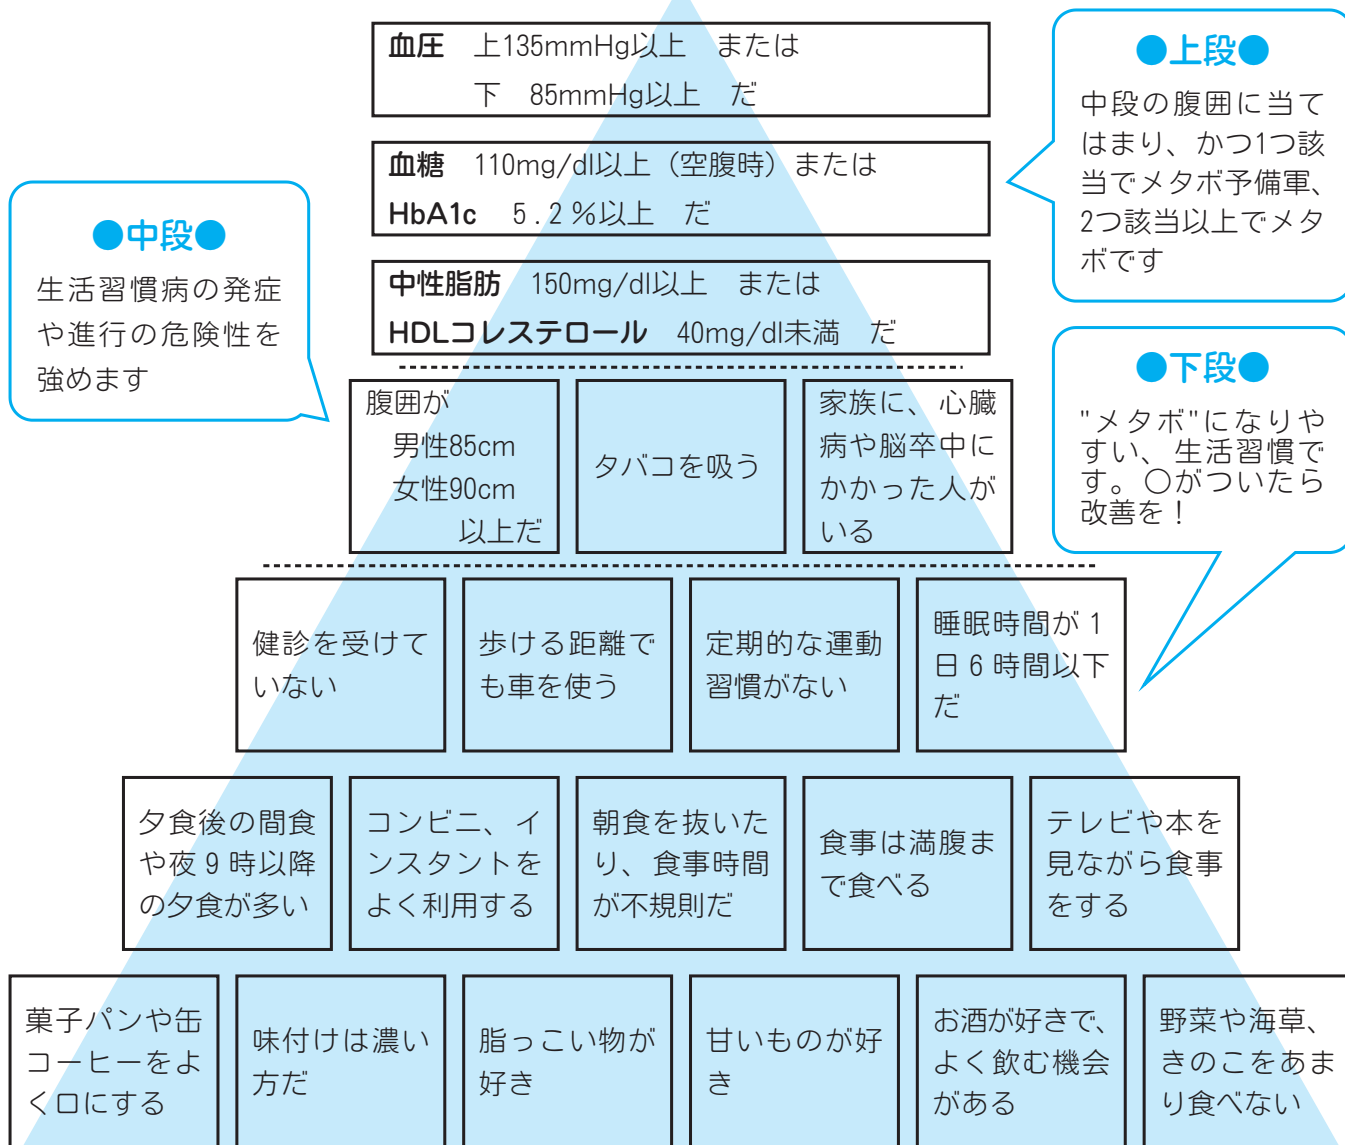 血圧　上135mmHg以上　または
下　85mmHg以上　だ
血糖　110mg/dl以上（空腹時）または
HbA1c　5.2％以上　だ
中性脂肪　150mg/dl以上　または
HDLコレステロール　40mg/dl未満　だ
●上段●
中段の腹囲に当て
はまり、かつ1つ該
当でメタボ予備軍、
2つ該当以上でメタ
ボです
●中段●
生活習慣病の発症
や進行の危険性を
強めます
腹囲が
男性85cm
女性90cm
以上だ
タバコを吸う
家族に、心臓
病や脳卒中に
かかった人が
いる
●下段●
"メタボ"になりや
すい、生活習慣で
す。〇がついたら
改善を！
健診を受けて
いない
歩ける距離で
も車を使う
定期的な運動
習慣がない
睡眠時間が1
日6時間以下
だ
夕食後の間食
や夜9時以降
の夕食が多い
コンビニ、イ
ンスタントを
よく利用する
朝食を抜いた
り、食事時間
が不規則だ
食事は満腹ま
で食べる
テレビや本を
見ながら食事
をする
菓子パンや缶
コーヒーをよ
く口にする
味付けは濃い
方だ
脂っこい物が
好き
甘いものが好
き
お酒が好きで、
よく飲む機会
がある
野菜や海草、
きのこをあま
り食べない